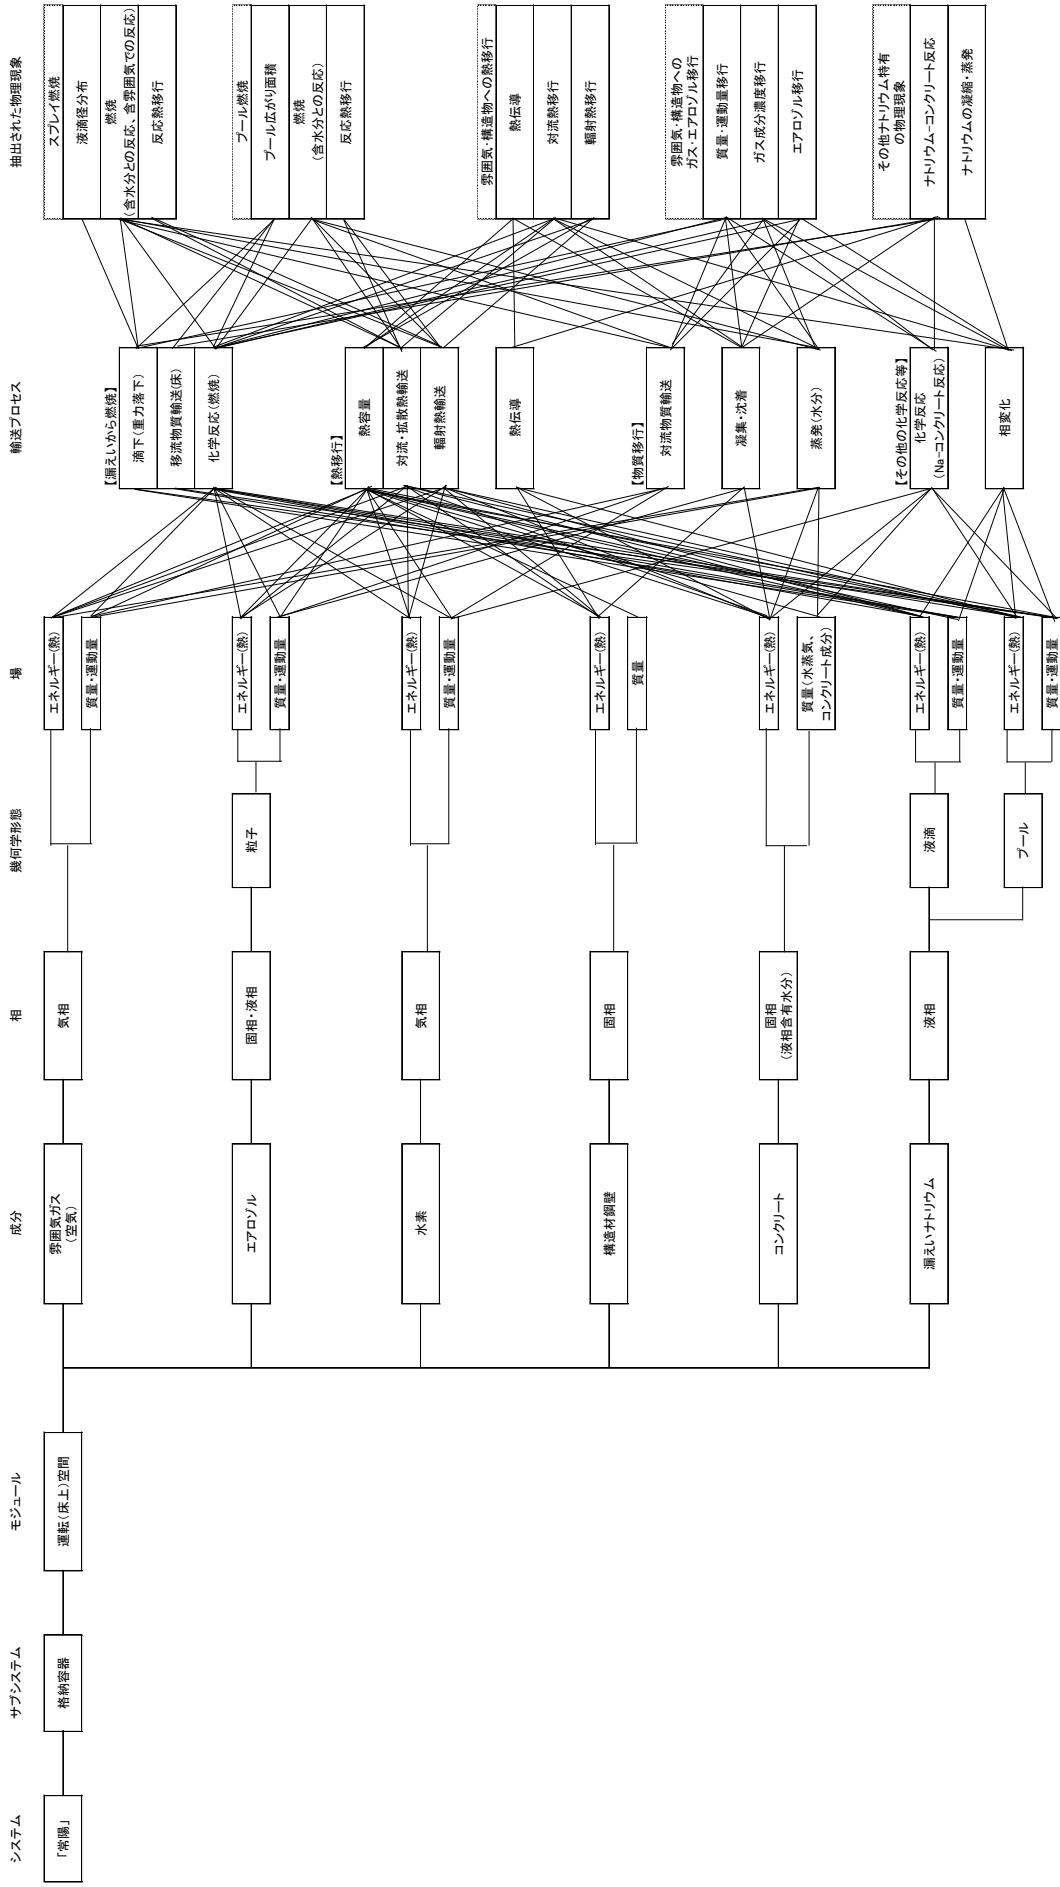 システム
サブシステム
モジュール
成分
相
幾何学形態
場
輸送プロセス
抽出された物理現象
「常陽」
格納容器
運転(床上)空間
雰囲気ガス
(空気)
エアロゾル
水素
構造材鋼壁
コンクリート
漏えいナトリウム
気相
固相・液相
気相
固相
固相
(液相含有水分)
液相
粒子
液滴
プール
エネルギー(熱)
質量・運動量
エネルギー(熱)
質量・運動量
エネルギー(熱)
質量・運動量
エネルギー(熱)
質量
エネルギー(熱)
質量(水蒸気、
コンクリート成分)
エネルギー(熱)
質量・運動量
エネルギー(熱)
質量・運動量
【漏えいから燃焼】
滴下(重力落下)
移流物質輸送(床)
化学反応(燃焼)
【熱移行】
熱容量
対流・拡散熱輸送
輻射熱輸送
熱伝導
【物質移行】
対流物質輸送
凝集・沈着
蒸発(水分)
【その他の化学反応等】
化学反応
(Na-コンクリート反応)
相変化
スプレイ燃焼
液滴径分布
燃焼
(含水分との反応、含雰囲気での反応)
反応熱移行
プール燃焼
プール広がり面積
燃焼
(含水分との反応)
反応熱移行
雰囲気・構造物への熱移行
熱伝導
対流熱移行
輻射熱移行
雰囲気・構造物への
ガス・エアロゾル移行
質量・運動量移行
ガス成分濃度移行
エアロゾル移行
その他ナトリウム特有
の物理現象
ナトリウム-コンクリート反応
ナトリウムの凝縮・蒸発